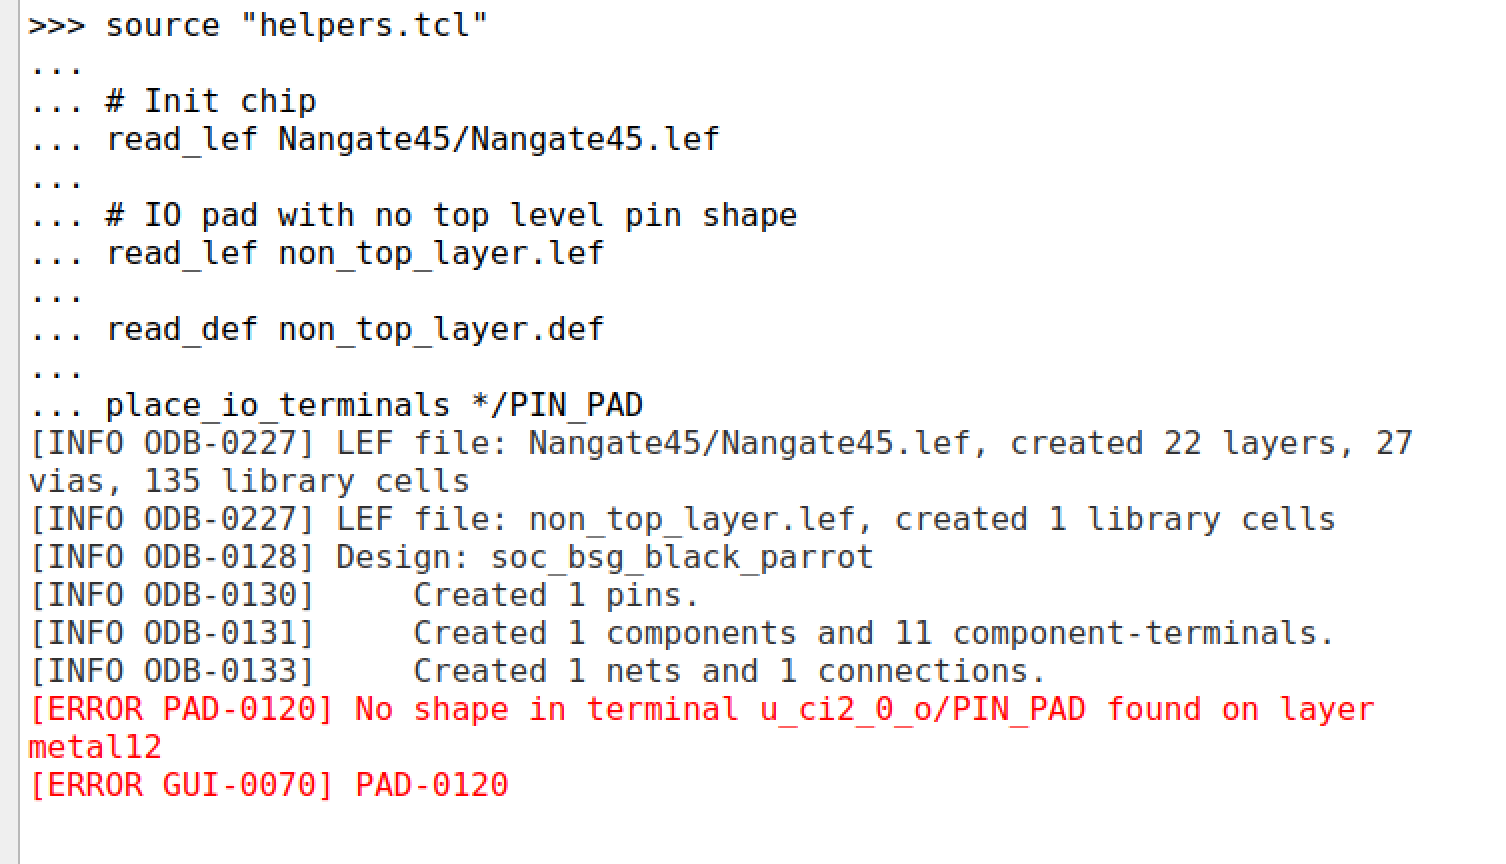 >>> source "helpers.tcl"
...
... # Init chip
... read_lef Nangate45/Nangate45.lef
...
... # IO pad with no top level pin shape
... read_lef non_top_layer.lef
...
... read_def non_top_layer.def
...
... place_io_terminals */PIN_PAD
[INFO ODB-0227] LEF file: Nangate45/Nangate45.lef, created 22 layers, 27
vias, 135 library cells
[INFO ODB-0227] LEF file: non_top_layer.lef, created 1 library cells
[INFO ODB-0128] Design: soc_bsg_black_parrot
[INFO ODB-0130]     Created 1 pins.
[INFO ODB-0131]     Created 1 components and 11 component-terminals.
[INFO ODB-0133]     Created 1 nets and 1 connections.
[ERROR PAD-0120] No shape in terminal u_ci2_0_o/PIN_PAD found on layer
metal12
[ERROR GUI-0070] PAD-0120